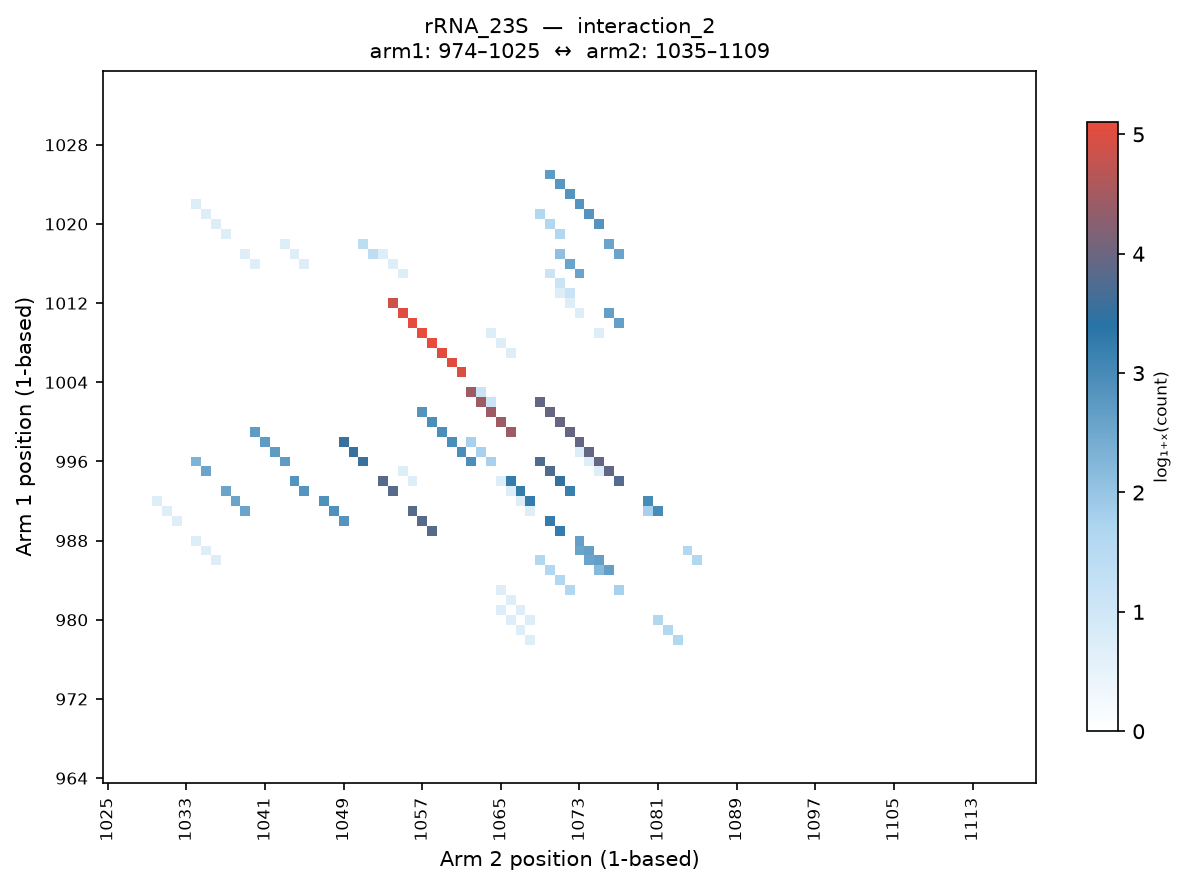 rRNA_23S — interaction_2
arm1: 974–1025 ↔ arm2: 1035–1109
Arm 1 position (1-based)
1028
1020
1012
1004
996
988
980
972
964
1025 1033 1041 1049 1057 1065 1073 1081 1089 1097 1105 1113
Arm 2 position (1-based)
5
4
3
2
1
0
log₁₊ₓ(count)